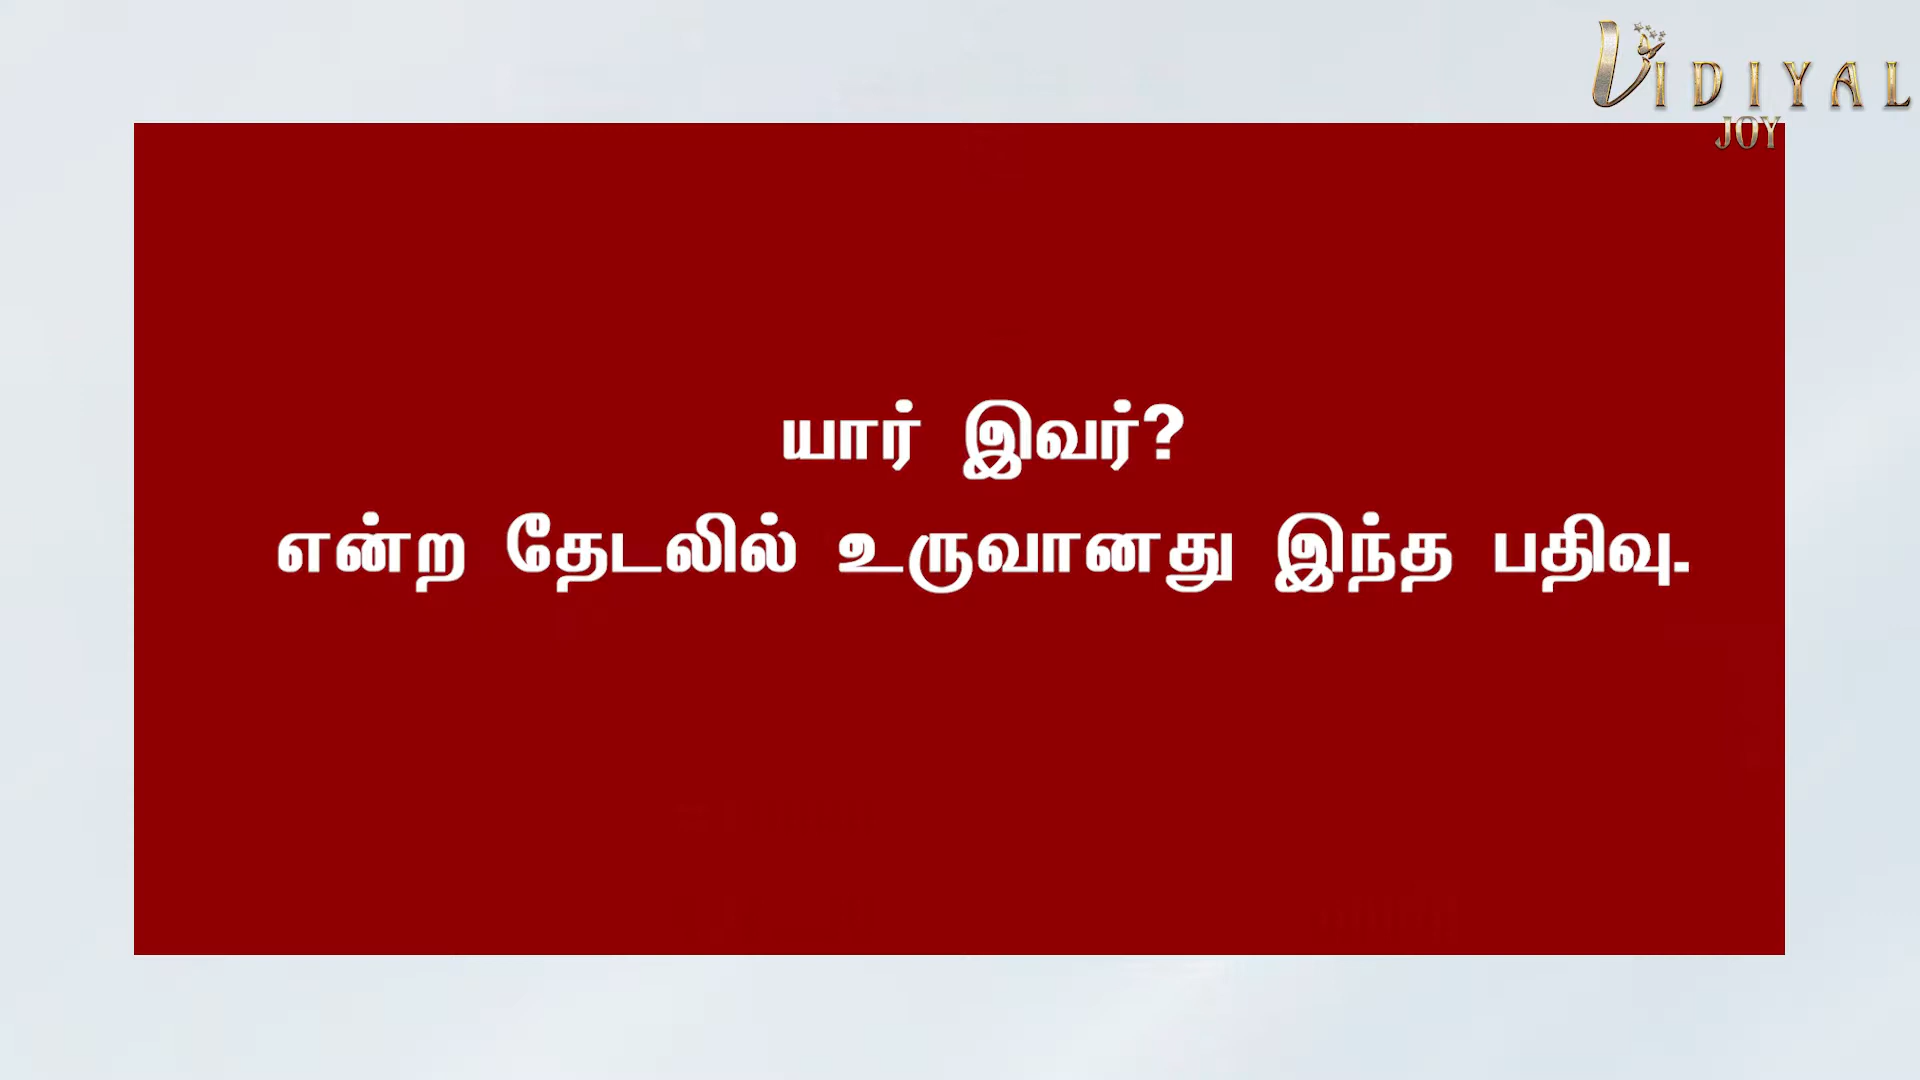 VIDIYAL
JOY
யார் இவர்?
என்ற தேடலில் உருவானது இந்த பதிவு.